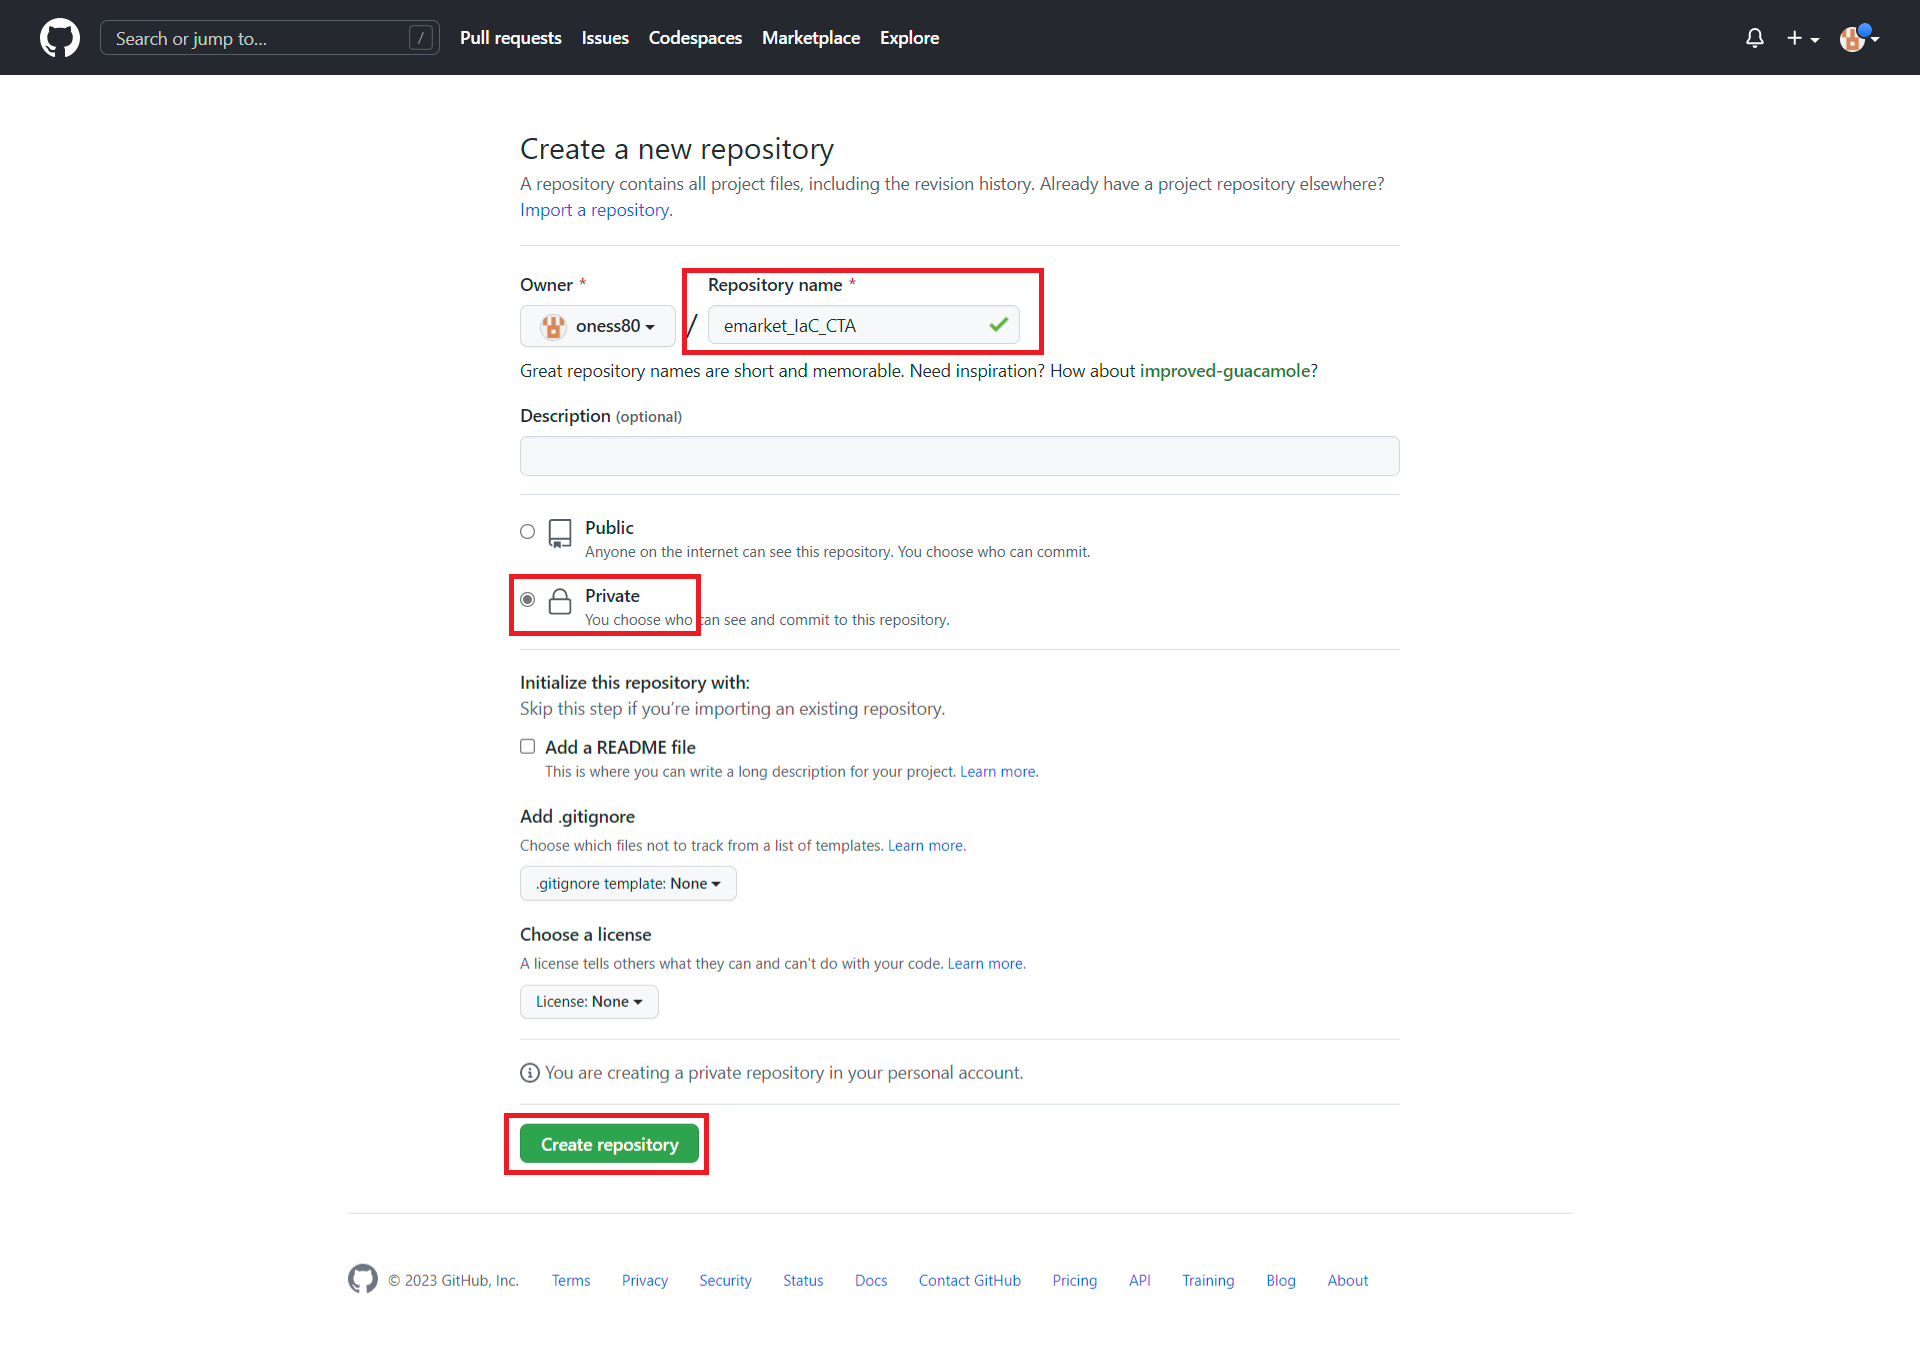 Search or jump to...
/
Pull requests
Issues
Codespaces
Marketplace
Explore
Create a new repository
A repository contains all project files, including the revision history. Already have a project repository elsewhere?
Import a repository.
Owner *
Repository name *
oness80
/
emarket_IaC_CTA
Great repository names are short and memorable. Need inspiration? How about improved-guacamole?
Description (optional)
Public
Anyone on the internet can see this repository. You choose who can commit.
Private
You choose who can see and commit to this repository.
Initialize this repository with:
Skip this step if you’re importing an existing repository.
Add a README file
This is where you can write a long description for your project. Learn more.
Add .gitignore
Choose which files not to track from a list of templates. Learn more.
.gitignore template: None
Choose a license
A license tells others what they can and can't do with your code. Learn more.
License: None
You are creating a private repository in your personal account.
Create repository
© 2023 GitHub, Inc.
Terms
Privacy
Security
Status
Docs
Contact GitHub
Pricing
API
Training
Blog
About